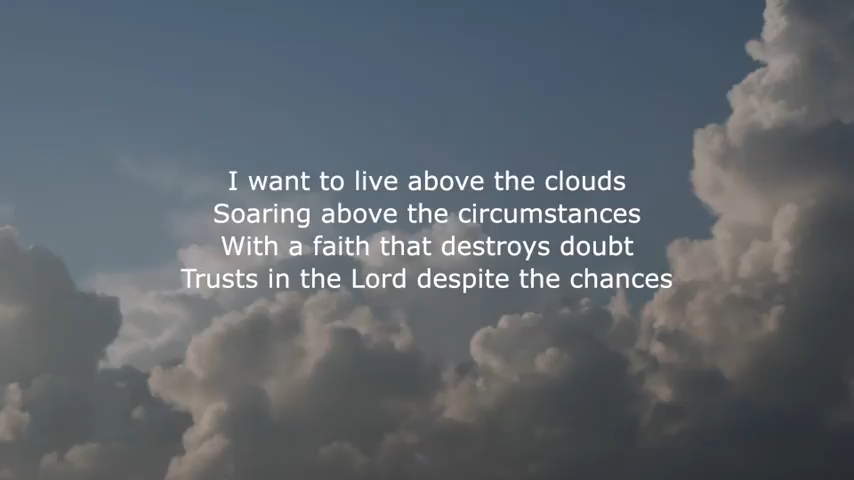 I want to live above the clouds
Soaring above the circumstances
With a faith that destroys doubt
Trusts in the Lord despite the chances